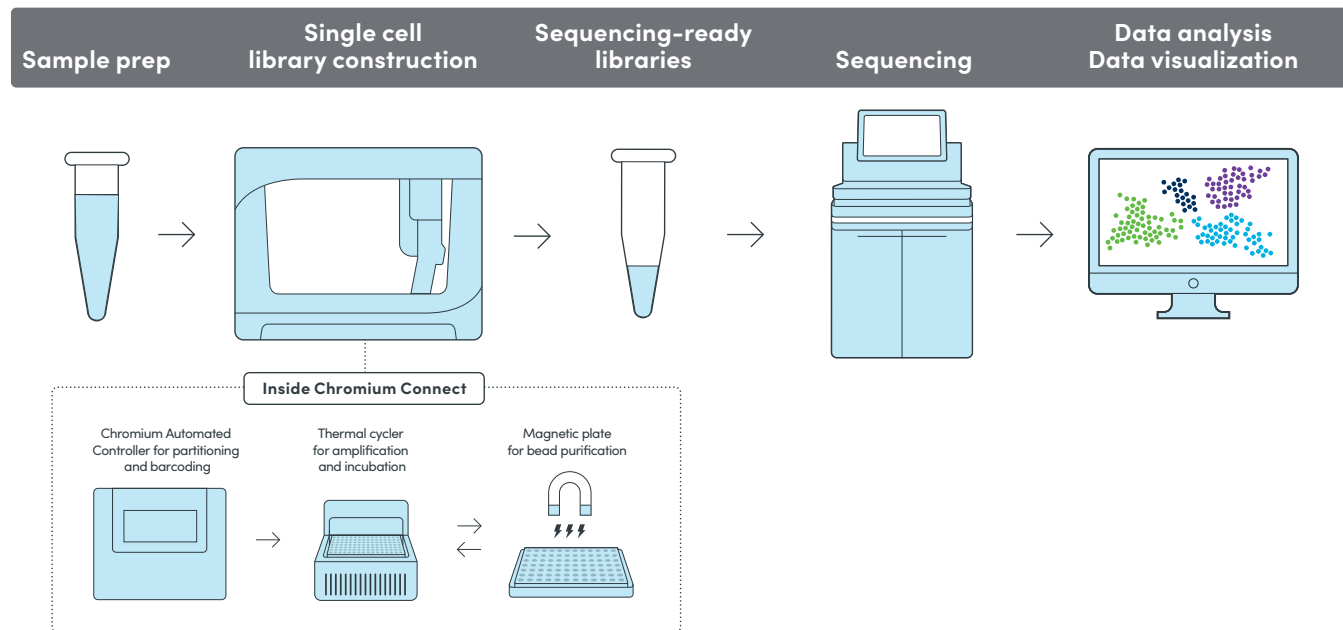 Sample prep
Single cell
library construction
Sequencing-ready
libraries
Sequencing
Data analysis
Data visualization
Inside Chromium Connect
Chromium Automated
Controller for partitioning
and barcoding
Thermal cycler
for amplification
and incubation
Magnetic plate
for bead purification